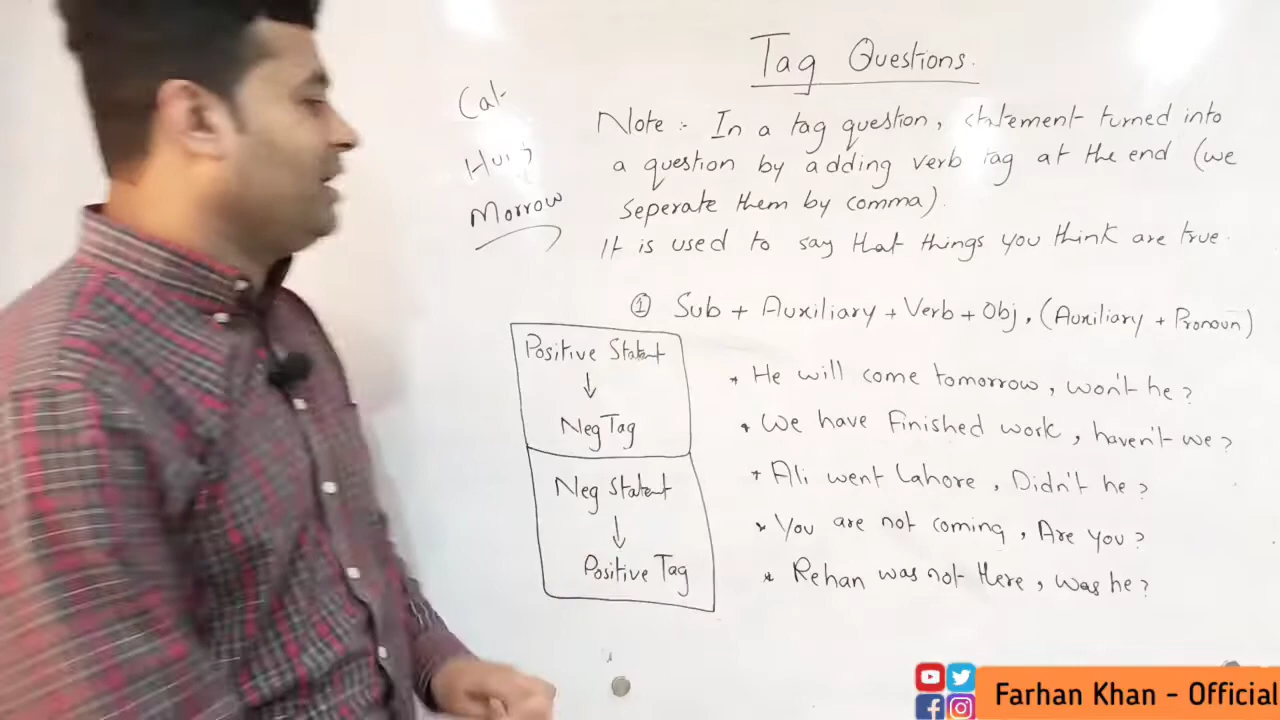 Tag Questions.
Note :- In a tag question, statement turned into
a question by adding verb tag at the end (we
seperate them by comma).
It is used to say that things you think are true.
① Sub + Auxiliary + Verb + Obj, (Auxiliary + Pronoun)
* He will come tomorrow, won't he?
* We have Finished work, haven't we?
* Ali went Lahore, Didn't he?
* You are not coming, Are you?
* Rehan was not there, was he?
Morrow
Positive Statent
↓
Neg Tag
Neg Statent
↓
Positive Tag
Farhan Khan - Official